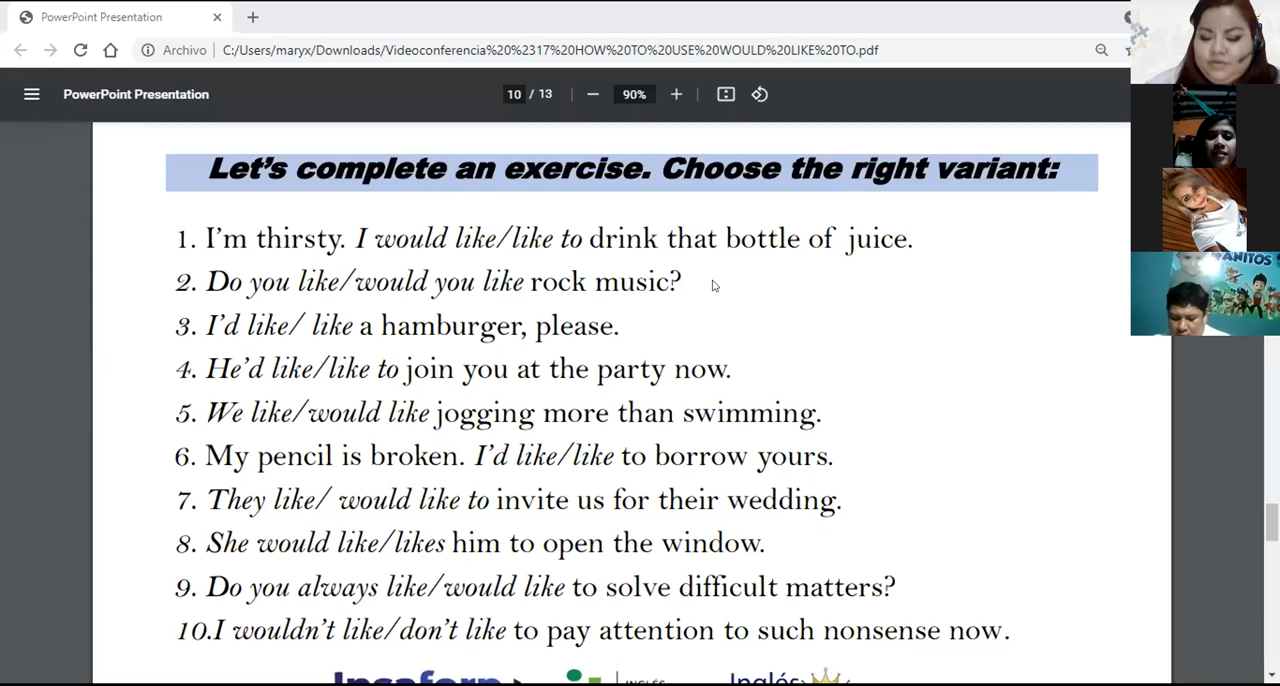 PowerPoint Presentation
Archivo
C:/Users/maryx/Downloads/Videoconferencia%20%2317%20HOW%20TO%20USE%20WOULD%20LIKE%20TO.pdf
PowerPoint Presentation
10 / 13
90%
Let's complete an exercise. Choose the right variant:
1. I'm thirsty. I would like/like to drink that bottle of juice.
2. Do you like/would you like rock music?
3. I'd like/ like a hamburger, please.
4. He'd like/like to join you at the party now.
5. We like/would like jogging more than swimming.
6. My pencil is broken. I'd like/like to borrow yours.
7. They like/ would like to invite us for their wedding.
8. She would like/likes him to open the window.
9. Do you always like/would like to solve difficult matters?
10.I wouldn't like/don't like to pay attention to such nonsense now.
Insaforp
INGLÉS
Inglés